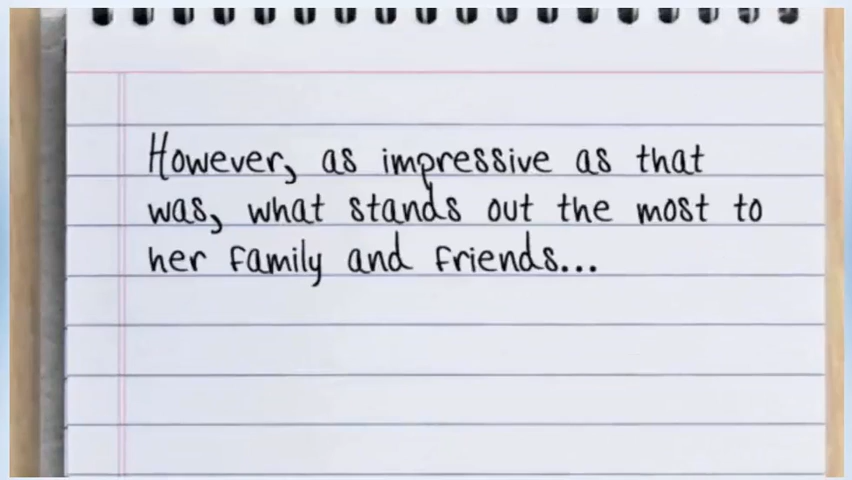 However, as impressive as that
was, what stands out the most to
her family and friends...